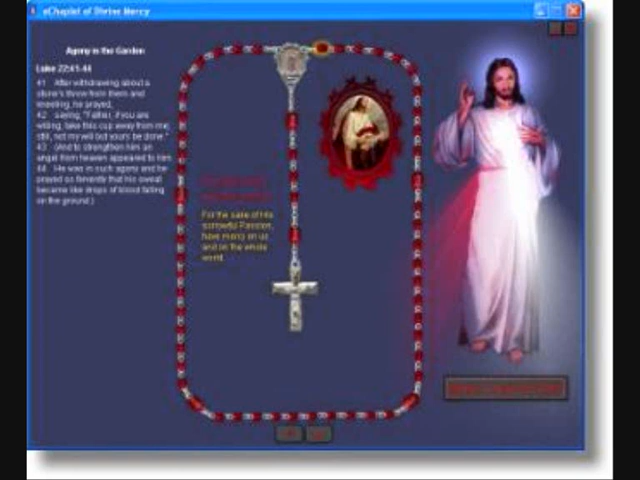 eChaplet of Divine Mercy
Agony in the Garden
Luke 22:41-44
41 After withdrawing about a
stone's throw from them and
kneeling, he prayed,
42 saying, "Father, if you are
willing, take this cup away from me;
still, not my will but yours be done."
43 (And to strengthen him an
angel from heaven appeared to him.
44 He was in such agony and he
prayed so fervently that his sweat
became like drops of blood falling
on the ground.)
For the sake of His
sorrowful Passion,
have mercy on us
and on the whole
world.